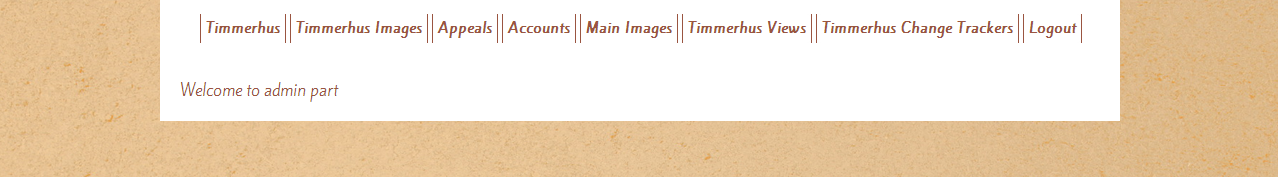 Timmerhus Timmerhus Images Appeals Accounts Main Images Timmerhus Views Timmerhus Change Trackers Logout
Welcome to admin part